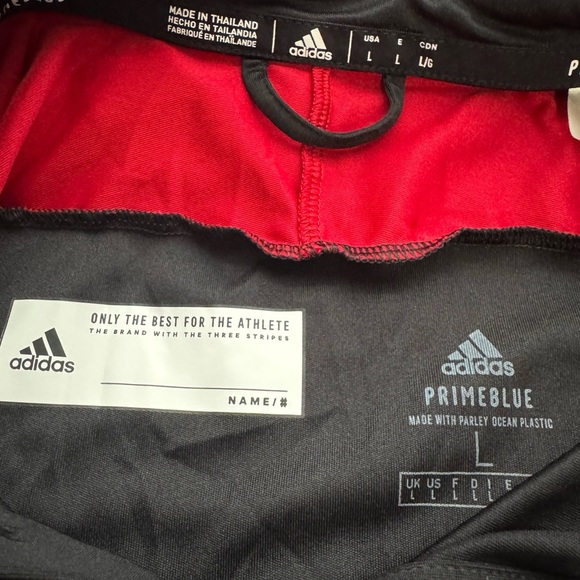 MADE IN THAILAND
HECHO EN TAILANDIA
FABRIQUÉ EN THAÏLANDE
adidas
USA E CDN
L L L/G
ONLY THE BEST FOR THE ATHLETE
THE BRAND WITH THE THREE STRIPES
adidas
NAME/#
adidas
PRIMEBLUE
MADE WITH PARLEY OCEAN PLASTIC
L
UK US F D I E
L L L L L